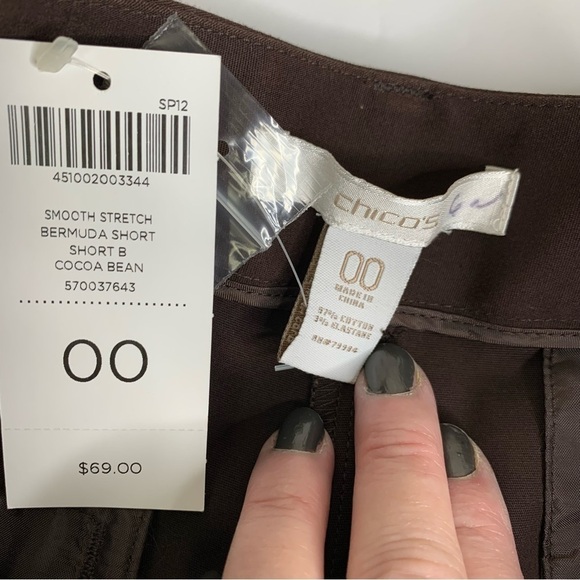 SP12
451002003344
SMOOTH STRETCH
BERMUDA SHORT
SHORT B
COCOA BEAN
570037643
00
$69.00
chico's
00
MADE IN
CHINA
97% COTTON
3% ELASTANE